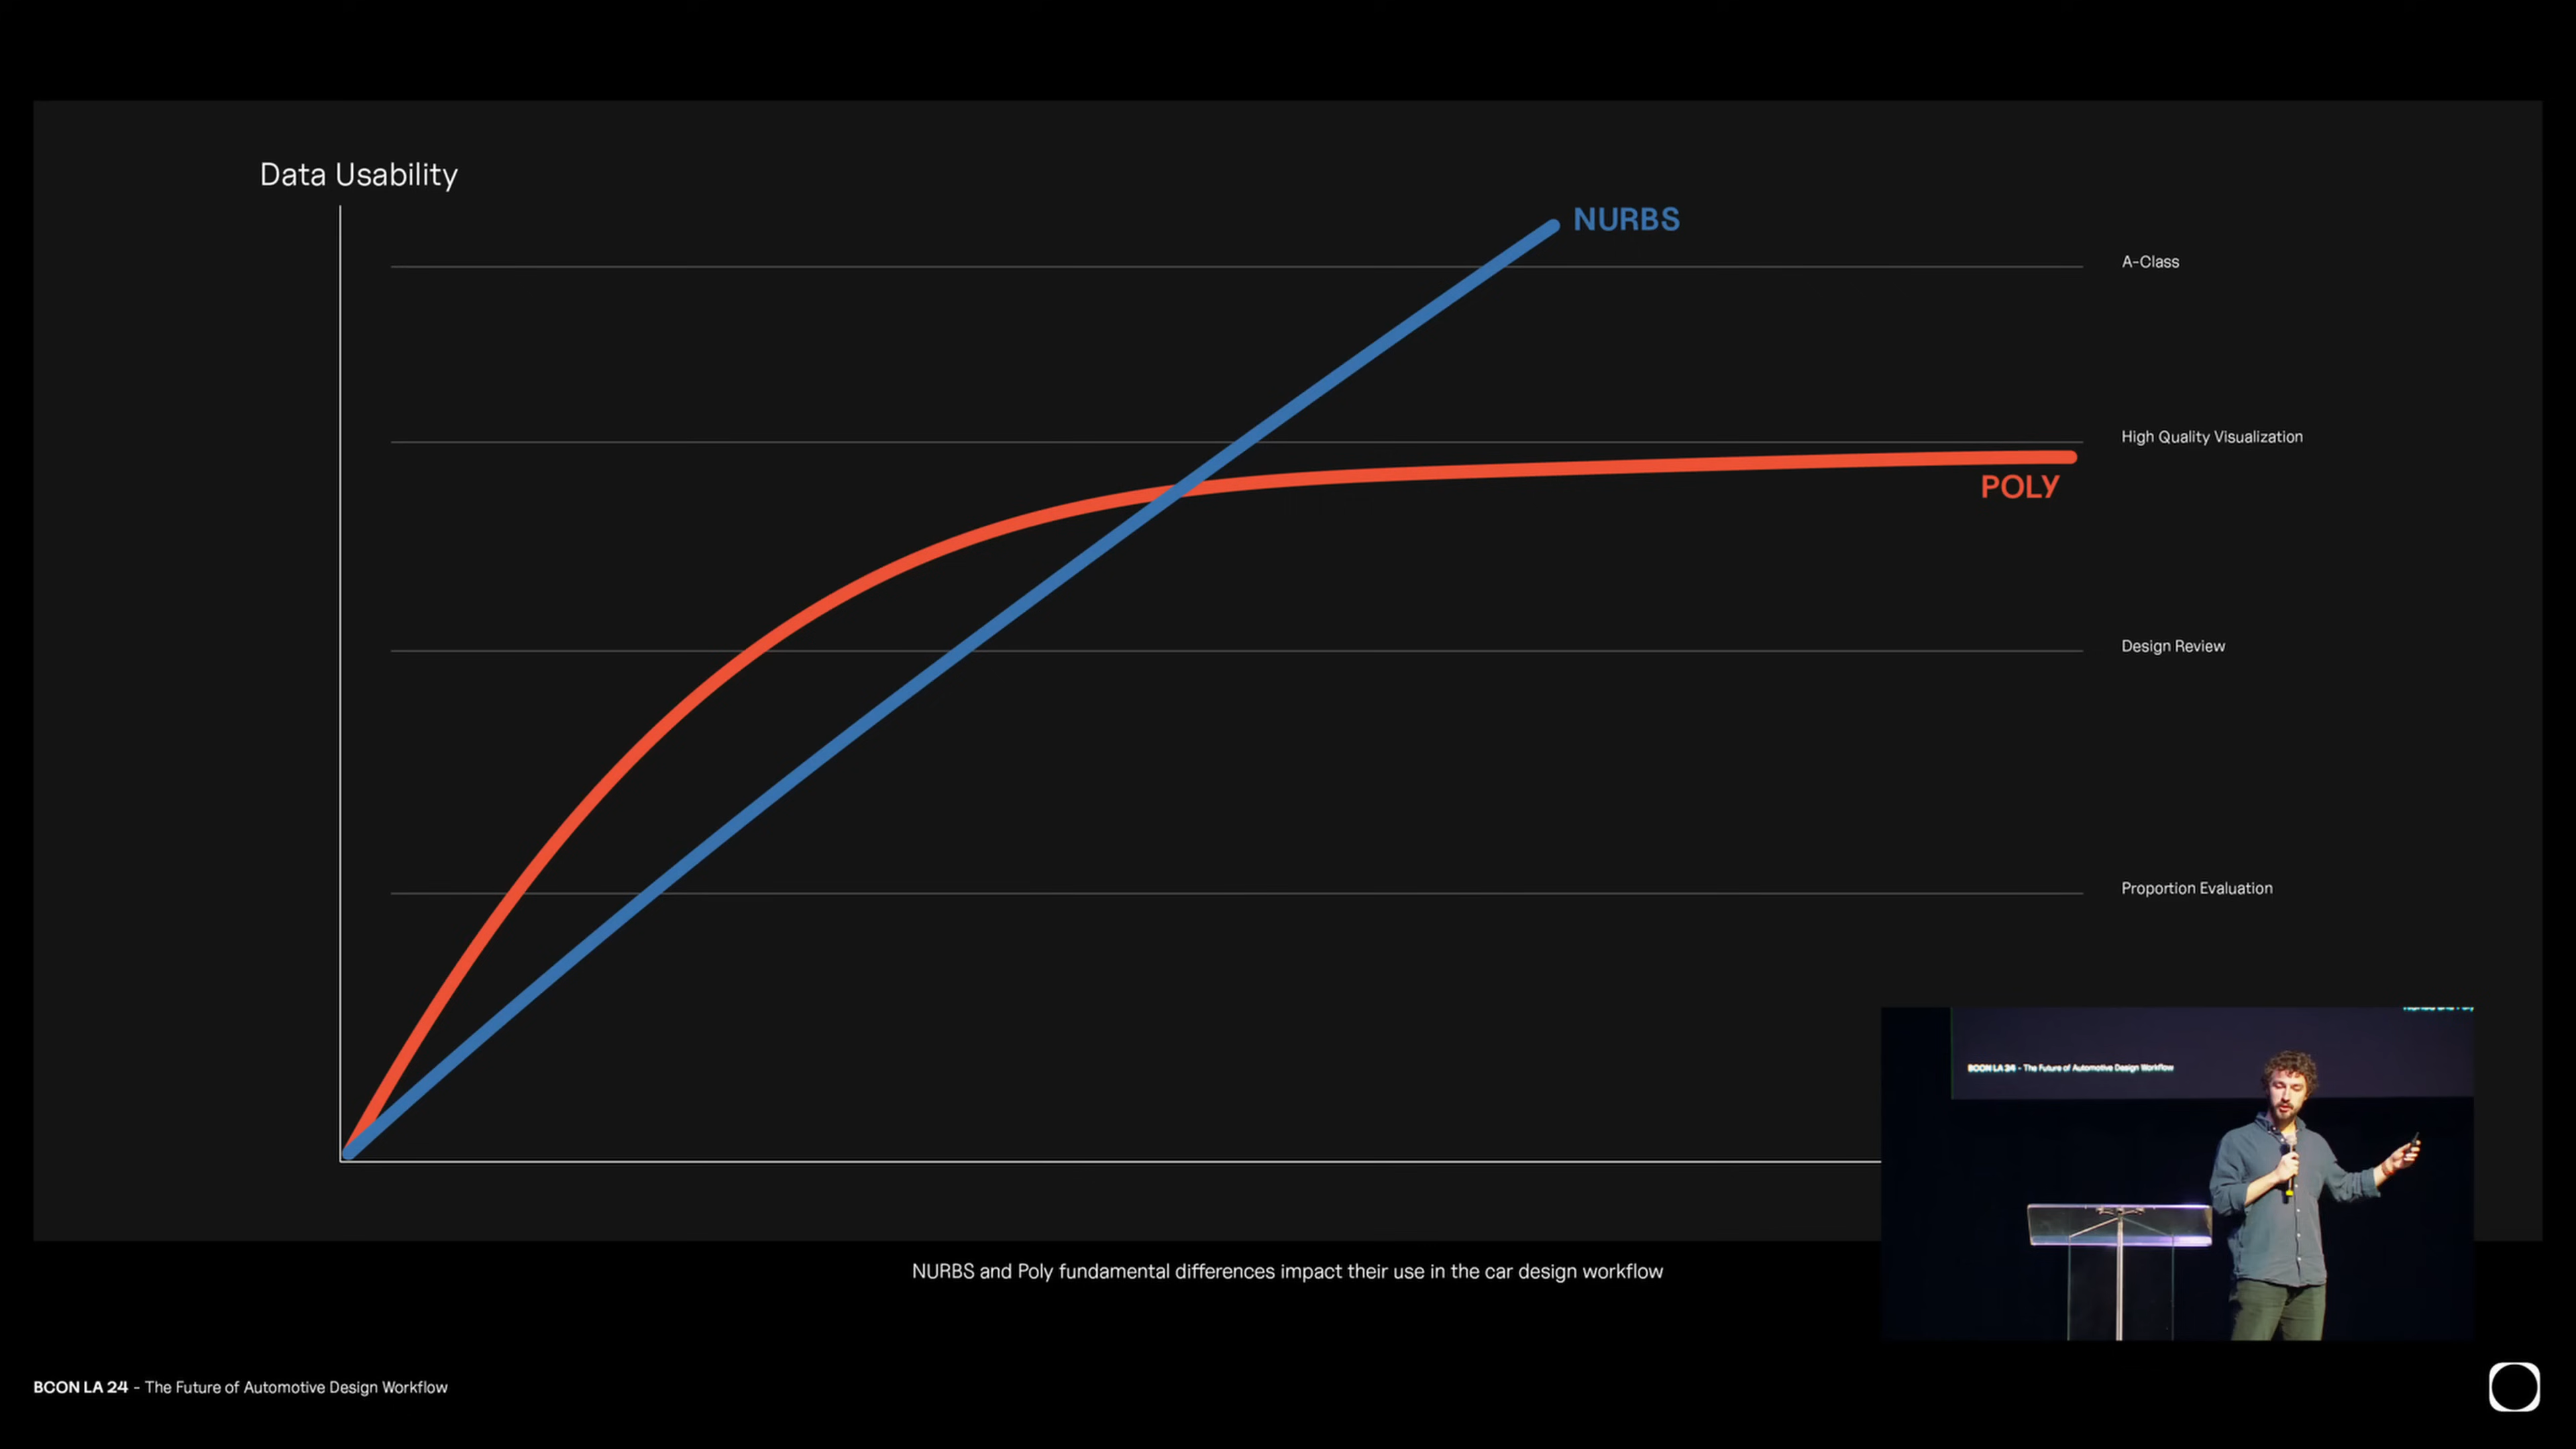 Data Usability
NURBS
A-Class
High Quality Visualization
POLY
Design Review
Proportion Evaluation
BCON LA 24 - The Future of Automotive Design Workflow
NURBS and Poly fundamental differences impact their use in the car design workflow
BCON LA 24 - The Future of Automotive Design Workflow